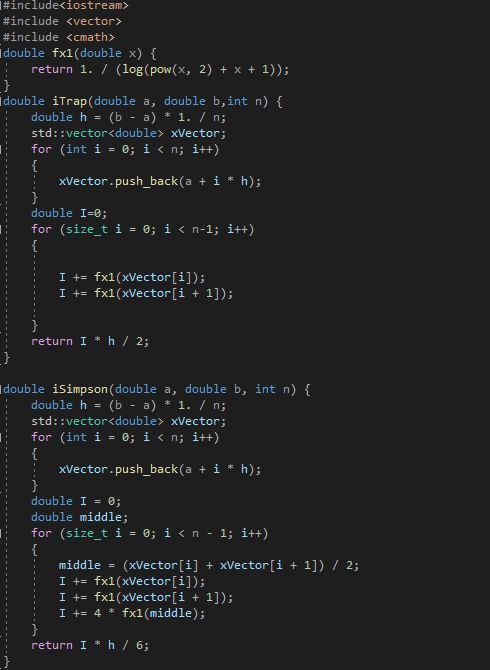 #include<iostream>
#include <vector>
#include <cmath>
double fx1(double x) {
return 1. / (log(pow(x, 2) + x + 1));
}
double iTrap(double a, double b,int n) {
double h = (b - a) * 1. / n;
std::vector<double> xVector;
for (int i = 0; i < n; i++)
{
xVector.push_back(a + i * h);
}
double I=0;
for (size_t i = 0; i < n-1; i++)
{
I += fx1(xVector[i]);
I += fx1(xVector[i + 1]);
}
return I * h / 2;
}
double iSimpson(double a, double b, int n) {
double h = (b - a) * 1. / n;
std::vector<double> xVector;
for (int i = 0; i < n; i++)
{
xVector.push_back(a + i * h);
}
double I = 0;
double middle;
for (size_t i = 0; i < n - 1; i++)
{
middle = (xVector[i] + xVector[i + 1]) / 2;
I += fx1(xVector[i]);
I += fx1(xVector[i + 1]);
I += 4 * fx1(middle);
}
return I * h / 6;
}